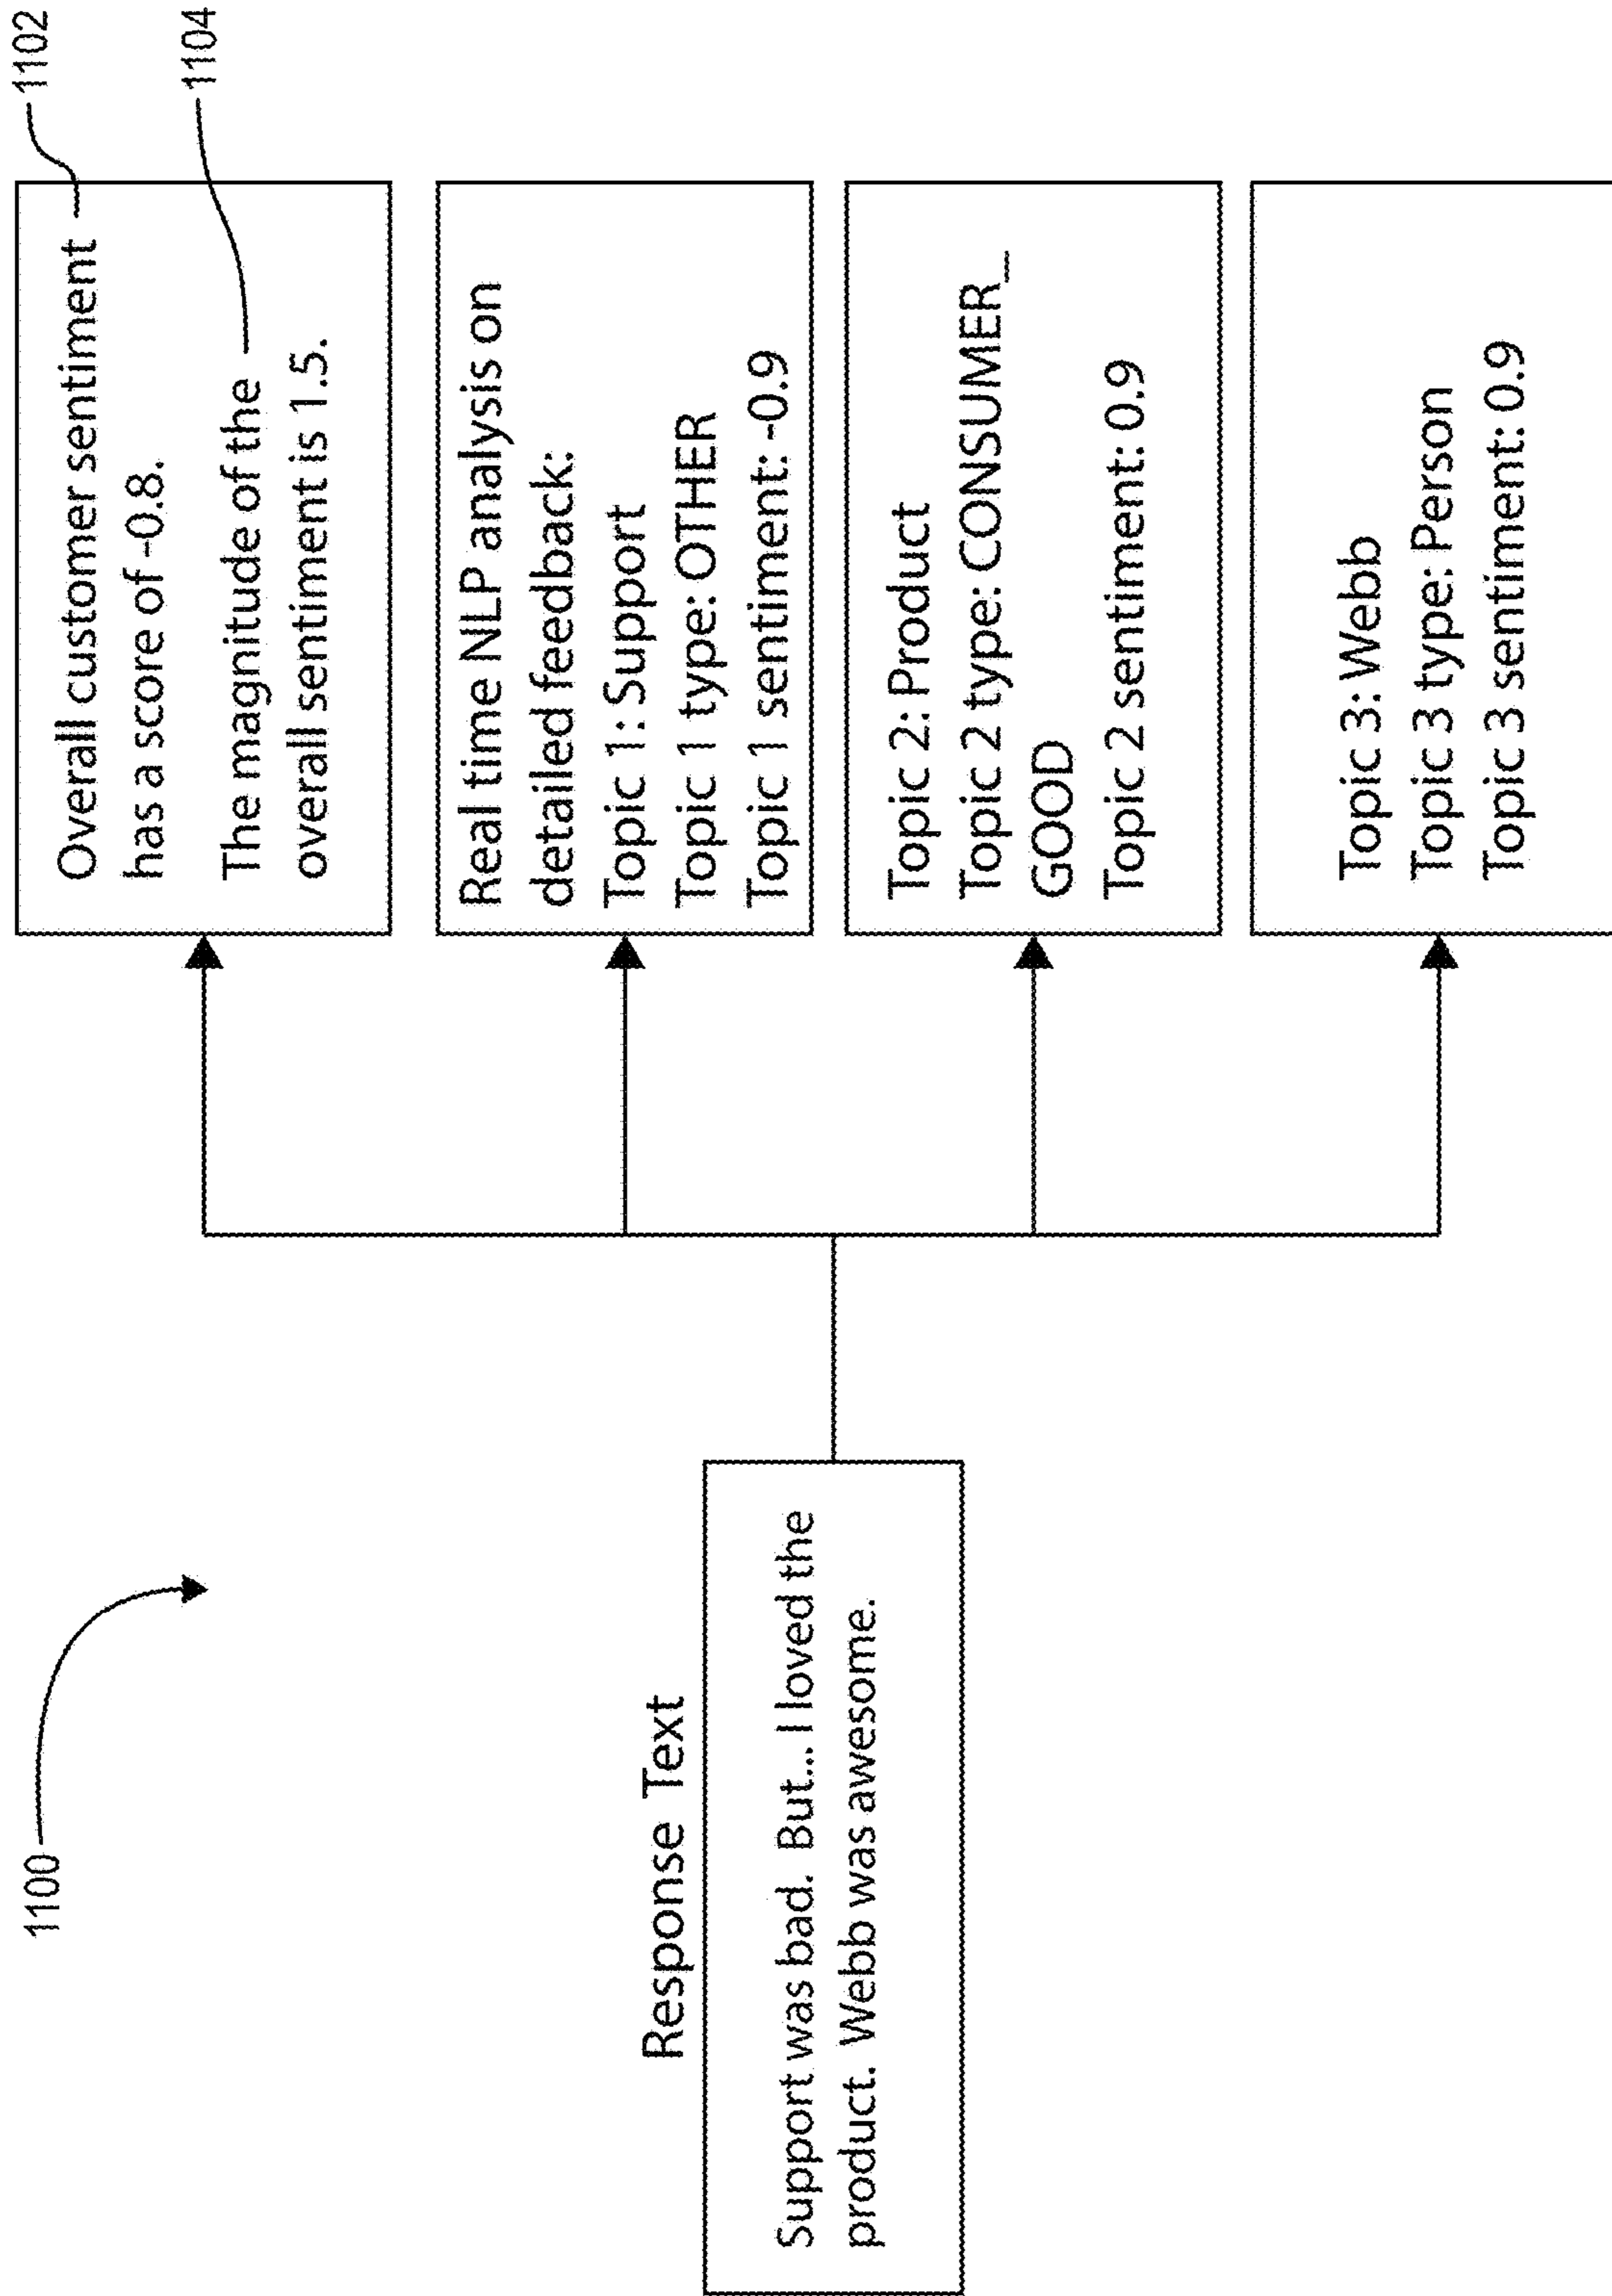 1100
Response Text
Support was bad. But... I loved the
product. Webb was awesome.
1102
Overall customer sentiment
has a score of -0.8.
1104
The magnitude of the
overall sentiment is 1.5.
Real time NLP analysis on
detailed feedback:
Topic 1: Support
Topic 1 type: OTHER
Topic 1 sentiment: -0.9
Topic 2: Product
Topic 2 type: CONSUMER_
GOOD
Topic 2 sentiment: 0.9
Topic 3: Webb
Topic 3 type: Person
Topic 3 sentiment: 0.9